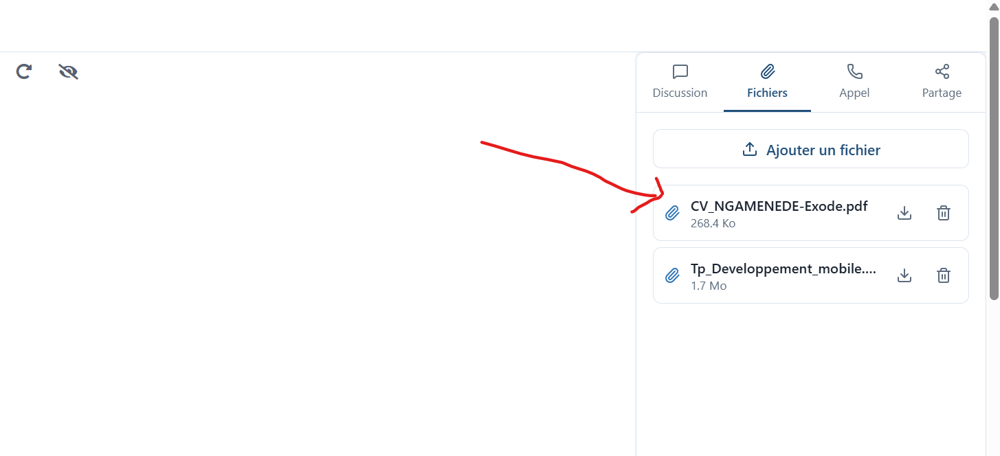 Discussion
Fichiers
Appel
Partage
Ajouter un fichier
CV_NGAMENEDE-Exode.pdf
268.4 Ko
Tp_Developpement_mobile....
1.7 Mo